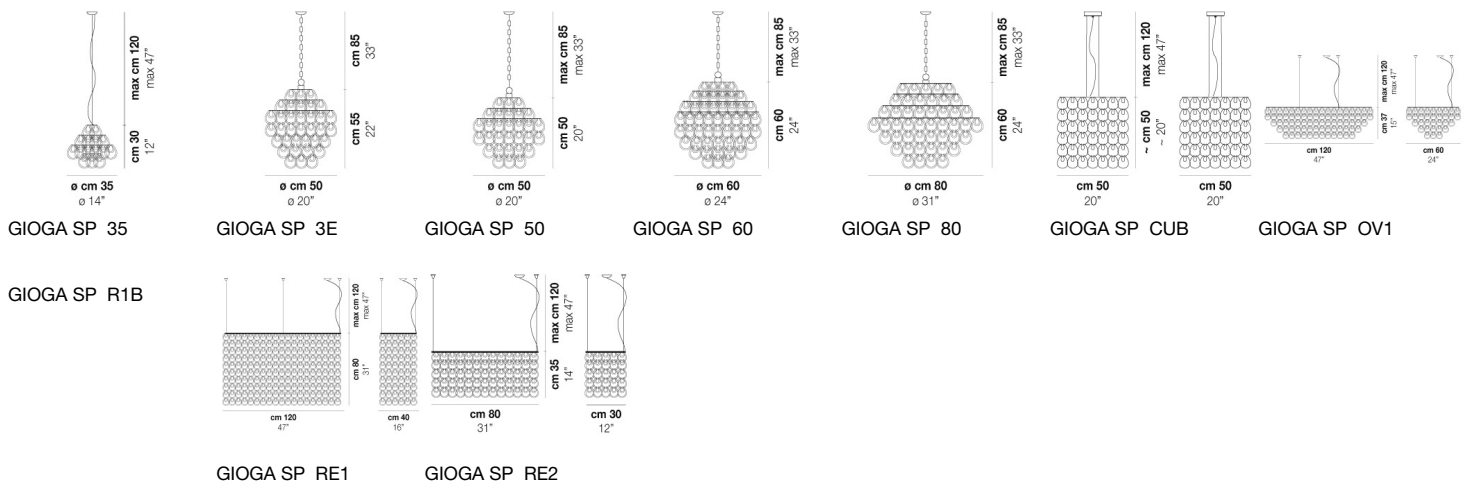 max cm 120
max 47"
cm 30
12"
ø cm 35
ø 14"
GIOGA SP 35
cm 85
33"
cm 55
22"
ø cm 50
ø 20"
GIOGA SP 3E
max cm 85
max 33"
cm 50
20"
ø cm 50
ø 20"
GIOGA SP 50
max cm 85
max 33"
cm 60
24"
ø cm 60
ø 24"
GIOGA SP 60
max cm 85
max 33"
cm 60
24"
ø cm 80
ø 31"
GIOGA SP 80
max cm 120
max 47"
~ cm 50
~ 20"
cm 50
20"
cm 50
20"
GIOGA SP CUB
max cm 120
max 47"
cm 37
15"
cm 120
47"
cm 60
24"
GIOGA SP OV1
GIOGA SP R1B
max cm 120
max 47"
cm 80
31"
cm 120
47"
cm 40
16"
GIOGA SP RE1
max cm 120
max 47"
cm 35
14"
cm 80
31"
cm 30
12"
GIOGA SP RE2